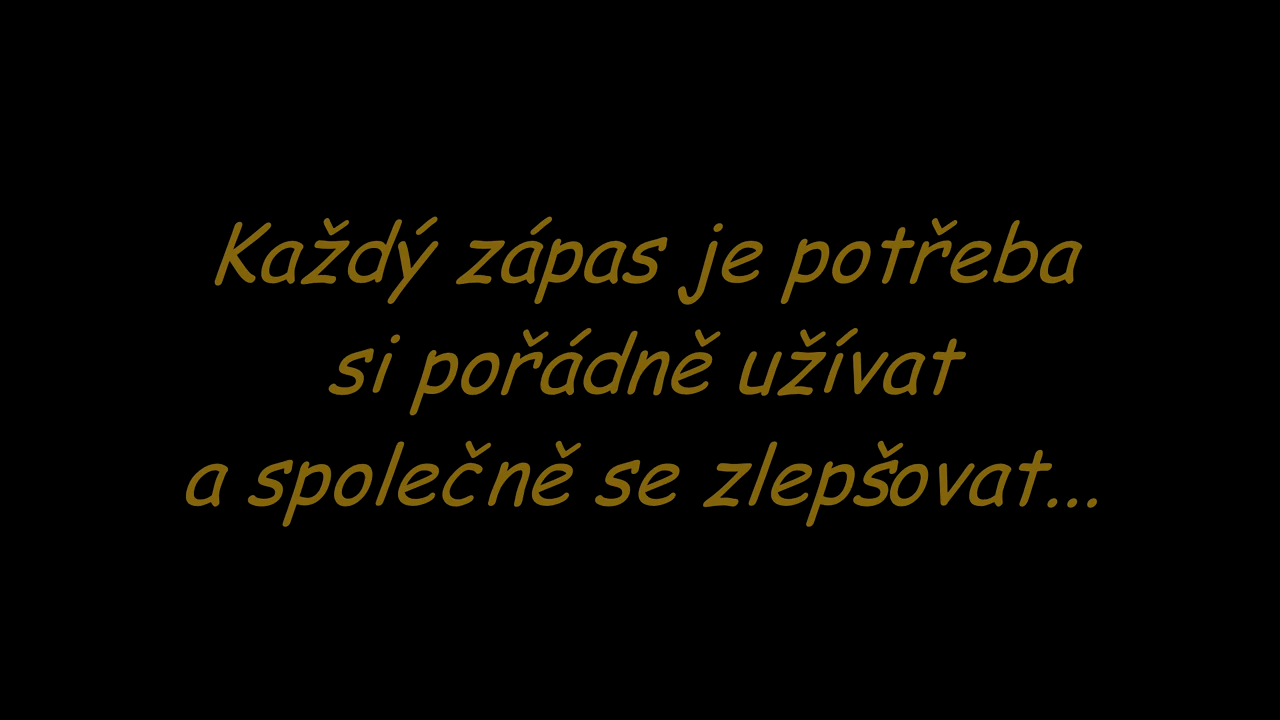 Každý zápas je potřeba
si pořádně užívat
a společně se zlepšovat...